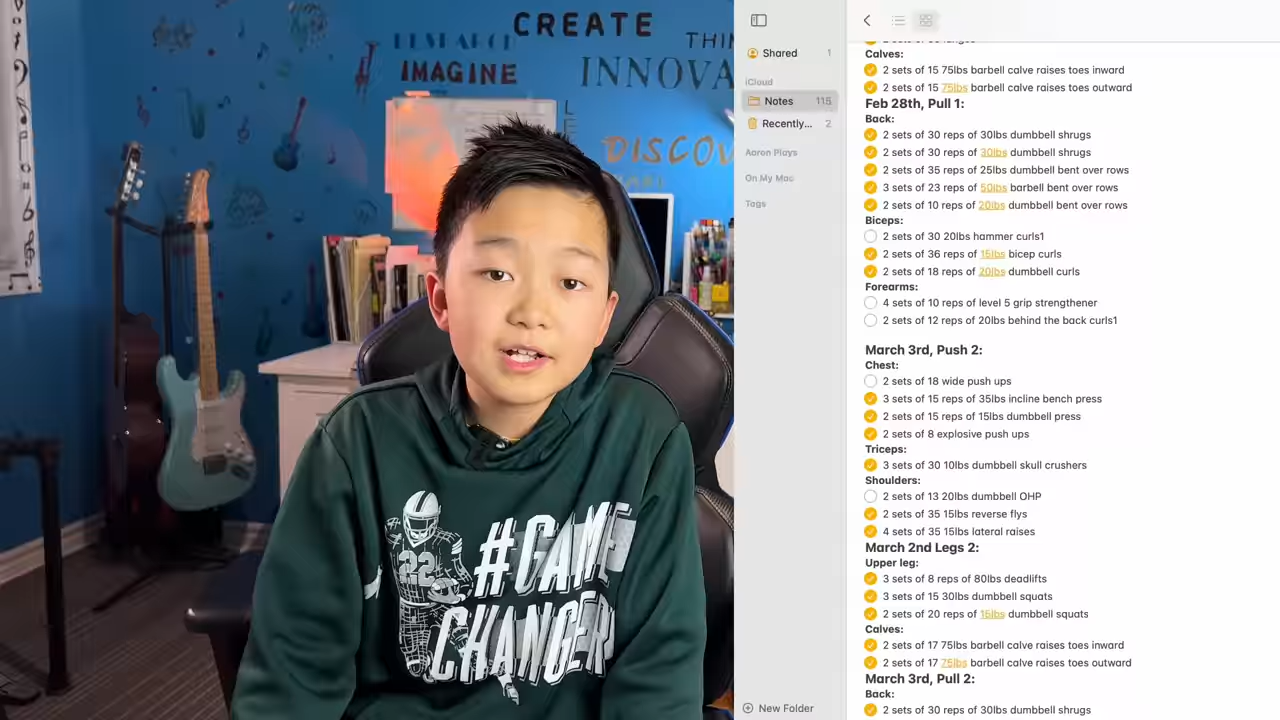 CREATE
RESEARCH
THIN
IMAGINE
INNOVA
DISCOV
22
#GAME
CHANGER
Shared 1
iCloud
Notes 115
Recently... 2
Aaron Plays
On My Mac
Tags
New Folder
Calves:
2 sets of 15 75lbs barbell calve raises toes inward
2 sets of 15 75lbs barbell calve raises toes outward
Feb 28th, Pull 1:
Back:
2 sets of 30 reps of 30lbs dumbbell shrugs
2 sets of 30 reps of 30lbs dumbbell shrugs
2 sets of 35 reps of 25lbs dumbbell bent over rows
3 sets of 23 reps of 50lbs barbell bent over rows
2 sets of 10 reps of 20lbs dumbbell bent over rows
Biceps:
2 sets of 30 20lbs hammer curls1
2 sets of 36 reps of 15lbs bicep curls
2 sets of 18 reps of 20lbs dumbbell curls
Forearms:
4 sets of 10 reps of level 5 grip strengthener
2 sets of 12 reps of 20lbs behind the back curls1
March 3rd, Push 2:
Chest:
2 sets of 18 wide push ups
3 sets of 15 reps of 35lbs incline bench press
2 sets of 15 reps of 15lbs dumbbell press
2 sets of 8 explosive push ups
Triceps:
3 sets of 30 10lbs dumbbell skull crushers
Shoulders:
2 sets of 13 20lbs dumbbell OHP
2 sets of 35 15lbs reverse flys
4 sets of 35 15lbs lateral raises
March 2nd Legs 2:
Upper leg:
3 sets of 8 reps of 80lbs deadlifts
3 sets of 15 30lbs dumbbell squats
2 sets of 20 reps of 15lbs dumbbell squats
Calves:
2 sets of 17 75lbs barbell calve raises toes inward
2 sets of 17 75lbs barbell calve raises toes outward
March 3rd, Pull 2:
Back:
2 sets of 30 reps of 30lbs dumbbell shrugs